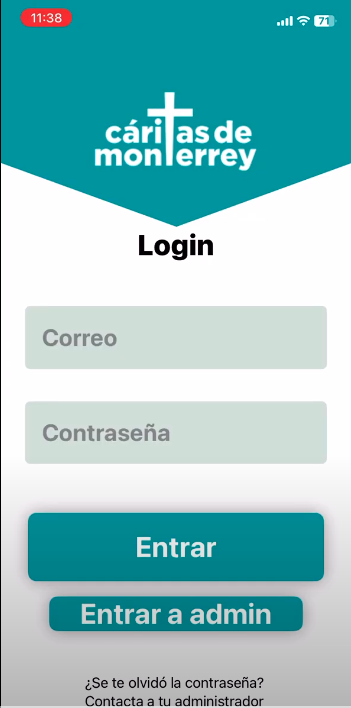 11:38
71
cáritas de
monterrey
Login
Correo
Contraseña
Entrar
Entrar a admin
¿Se te olvidó la contraseña?
Contacta a tu administrador